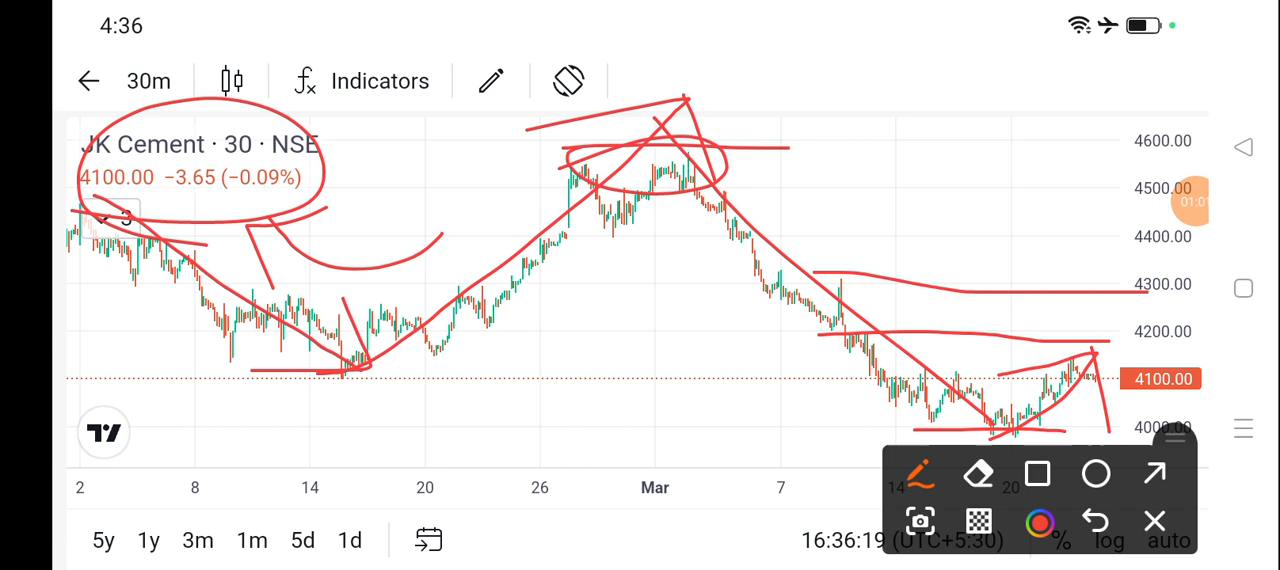 4:36
30m
Indicators
JK Cement · 30 · NSE
4100.00 −3.65 (−0.09%)
3
4600.00
4500.00
4400.00
4300.00
4200.00
4100.00
4000.00
2 8 14 20 26 Mar 7 14 20
5y 1y 3m 1m 5d 1d
16:36:19 (UTC+5:30) % log auto